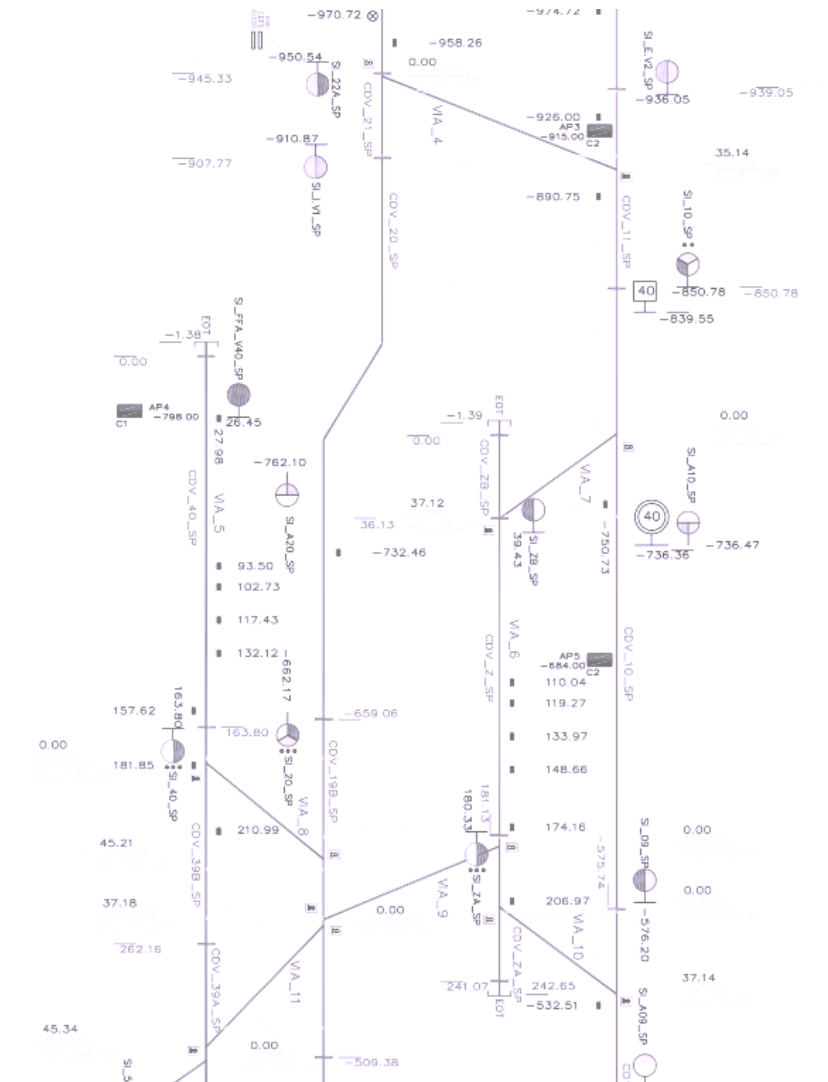 -970.72
-974.72
-958.26
-950.54
SI_22A_SP
0.00
-945.33
SI_E.V2_SP
-936.05
-939.05
CDV_21_SP
VIA_4
-926.00
AP3
-915.00
C2
-910.87
-907.77
35.14
SI_I.V1_SP
CDV_20_SP
-890.75
CDV_11_SP
SI_10_SP
40
-850.78
-850.78
-839.55
SI_FFA_V40_SP
EOT
-1.38
0.00
AP4
-798.00
C1
26.45
27.98
EOT
-1.39
0.00
0.00
CDV_40_SP
VIA_5
-762.10
SI_A20_SP
CDV_ZB_SP
VIA_7
37.12
36.13
SI_A10_SP
40
-750.73
-736.36
-736.47
39.43
SI_ZB_SP
-732.46
93.50
102.73
117.43
132.12
-662.17
VIA_6
CDV_Z_SP
CDV_10_SP
AP5
-684.00
C2
110.04
119.27
133.97
148.66
157.62
163.80
163.80
-659.06
0.00
181.85
SI_40_SP
SI_20_SP
CDV_19B_SP
VIA_8
210.99
CDV_39B_SP
181.13
180.33
174.16
-575.74
SI_09_SP
0.00
45.21
SI_ZA_SP
0.00
37.18
VIA_9
0.00
206.97
VIA_10
-576.20
262.16
CDV_39A_SP
VIA_11
CDV_ZA_SP
37.14
241.07
242.65
EOT
-532.51
SI_A09_SP
45.34
0.00
-509.38
SI_5
CD